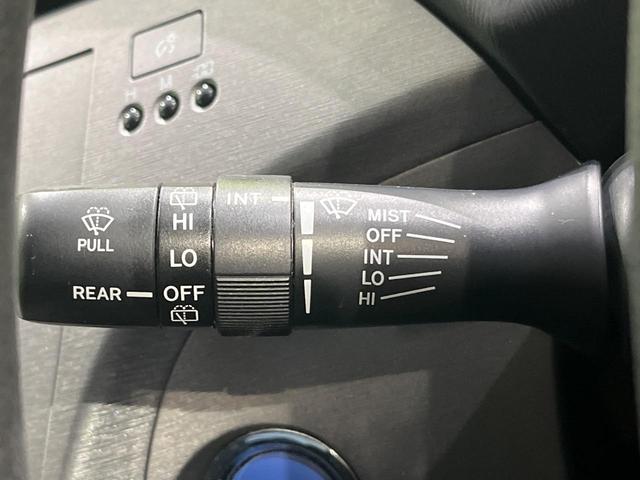 H M
PULL
REAR
HI
LO
OFF
INT
MIST
OFF
INT
LO
HI